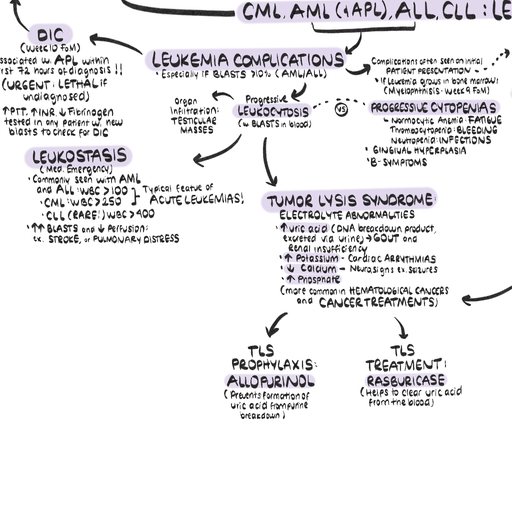 CML, AML (+APL), ALL, CLL : LE
DIC
(WEEK 10 FOM)
ssociated w. APL within
rst 72 hours of diagnosis !!
(URGENT: LETHAL if
undiagnosed)
↑PTT, ↑INR, ↓ Fibrinogen
tested in any patient w. new
blasts to check for DIC
LEUKEMIA COMPLICATIONS
· Especially if BLASTS >10% (AML/ALL)
Complications often seen on initial
PATIENT PRESENTATION
· If Leukemia grows in bone marrow:
(Myelophthisis - Week 9 FOM)
Organ
Infiltration:
TESTICULAR
MASSES
Progressive
LEUKOCYTOSIS
(w. BLASTS in blood)
VS
PROGRESSIVE CYTOPENIAS
- Normocytic Anemia: FATIGUE
Thrombocytopenia: BLEEDING
Neutropenia: INFECTIONS
· GINGIVAL HYPERPLASIA
· B-SYMPTOMS
LEUKOSTASIS
(Med. Emergency)
· Commonly seen with AML
and ALL: WBC >100
· CML: WBC >250
· CLL (RARE!) WBC >400
Typical feature of
ACUTE LEUKEMIAS!
· ↑↑ BLASTS and ↓ Perfusion:
ex. STROKE, or PULMONARY DISTRESS
TUMOR LYSIS SYNDROME:
ELECTROLYTE ABNORMALITIES
· ↑ uric acid (DNA breakdown product,
excreted via urine) → GOUT and
Renal insufficiency
· ↑ Potassium - Cardiac ARRYTHMIAS
· ↓ Calcium - Neuro signs ex. seizures
· ↑ Phosphate
(more common in HEMATOLOGICAL CANCERS
and CANCER TREATMENTS)
TLS
PROPHYLAXIS:
ALLOPURINOL
(Prevents formation of
uric acid from purine
breakdown)
TLS
TREATMENT:
RASBURICASE
(Helps to clear uric acid
from the blood)